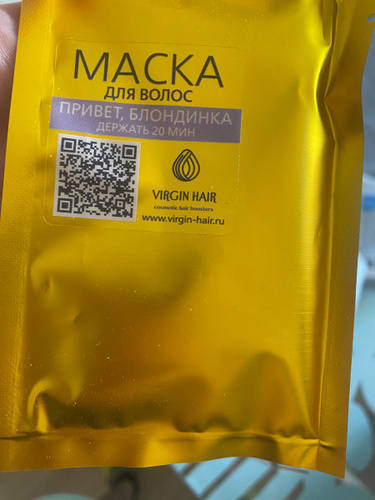 МАСКА
ДЛЯ ВОЛОС
ПРИВЕТ, БЛОНДИНКА
ДЕРЖАТЬ 20 МИН
VIRGIN HAIR
cosmetic hair boosters
www.virgin-hair.ru